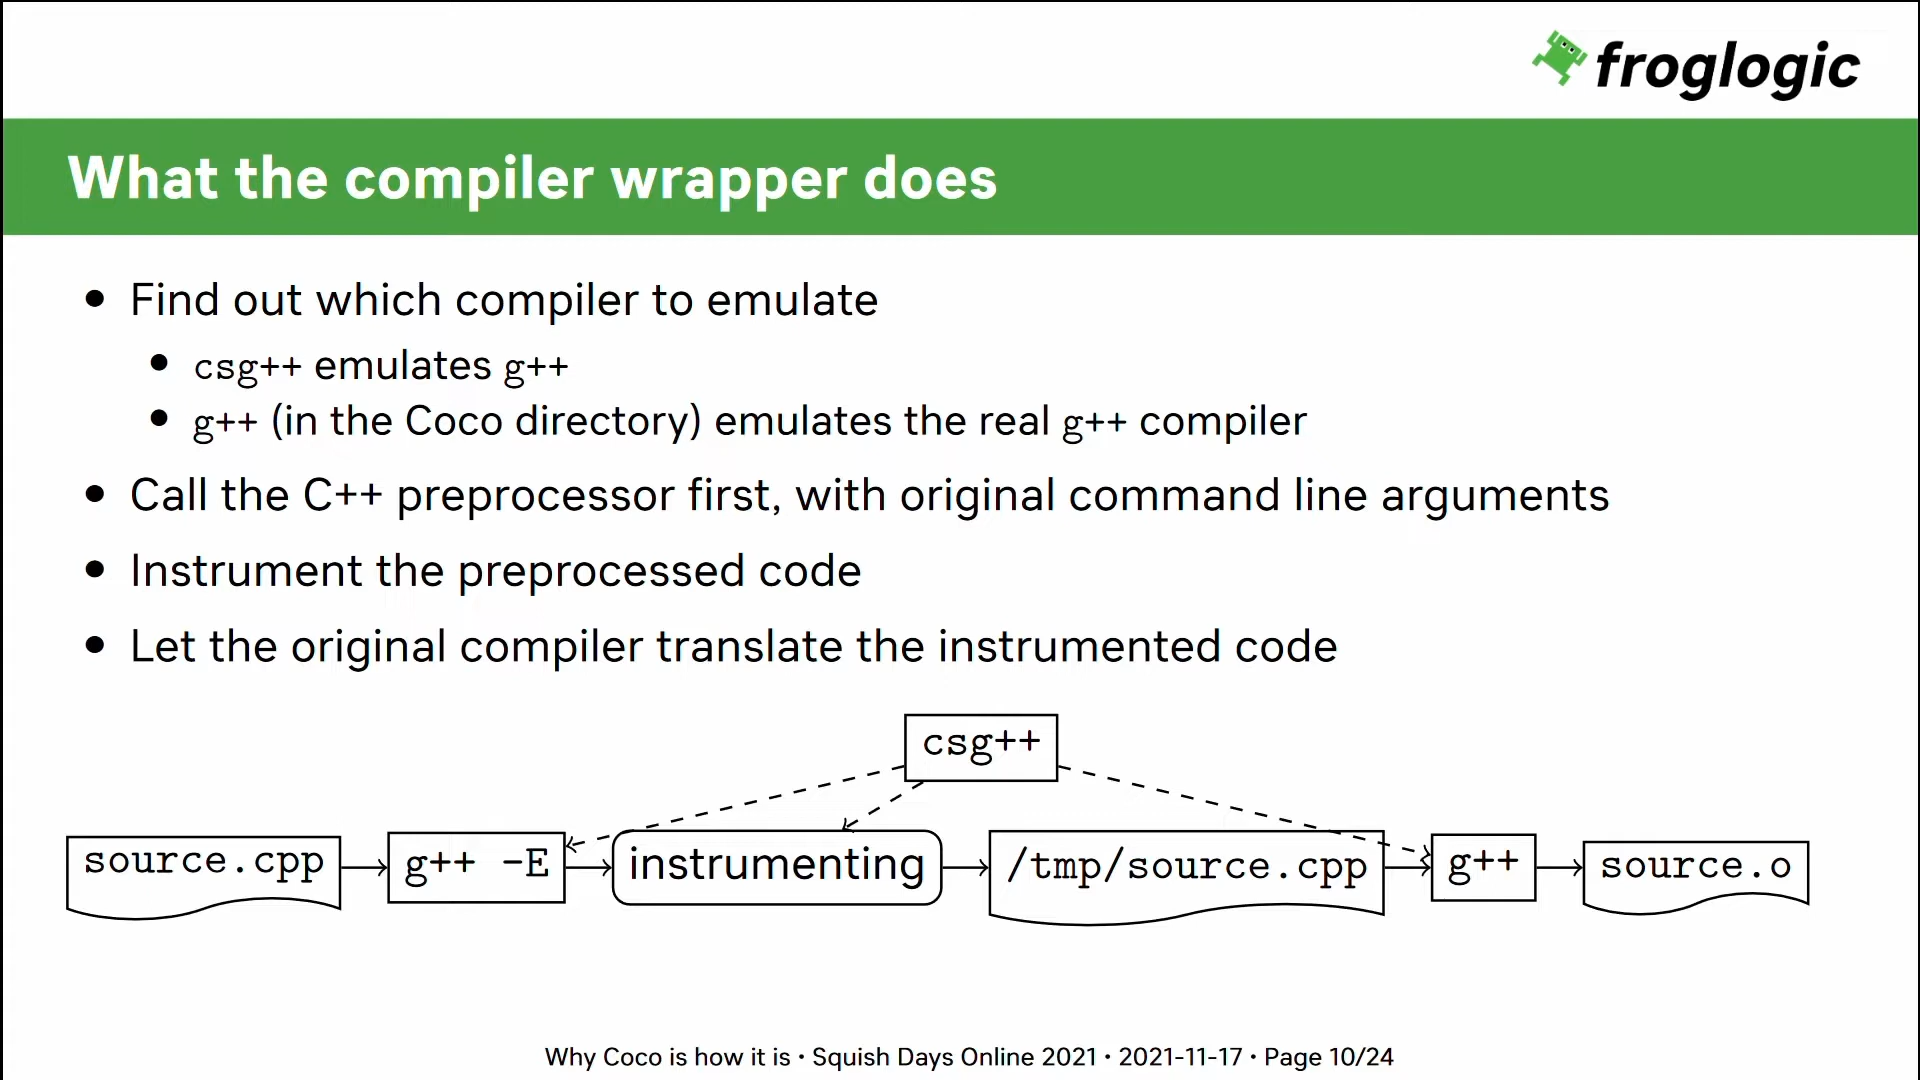 froglogic
What the compiler wrapper does
• Find out which compiler to emulate
• csg++ emulates g++
• g++ (in the Coco directory) emulates the real g++ compiler
• Call the C++ preprocessor first, with original command line arguments
• Instrument the preprocessed code
• Let the original compiler translate the instrumented code
csg++
source.cpp g++ -E instrumenting /tmp/source.cpp g++ source.o
Why Coco is how it is • Squish Days Online 2021 • 2021-11-17 • Page 10/24